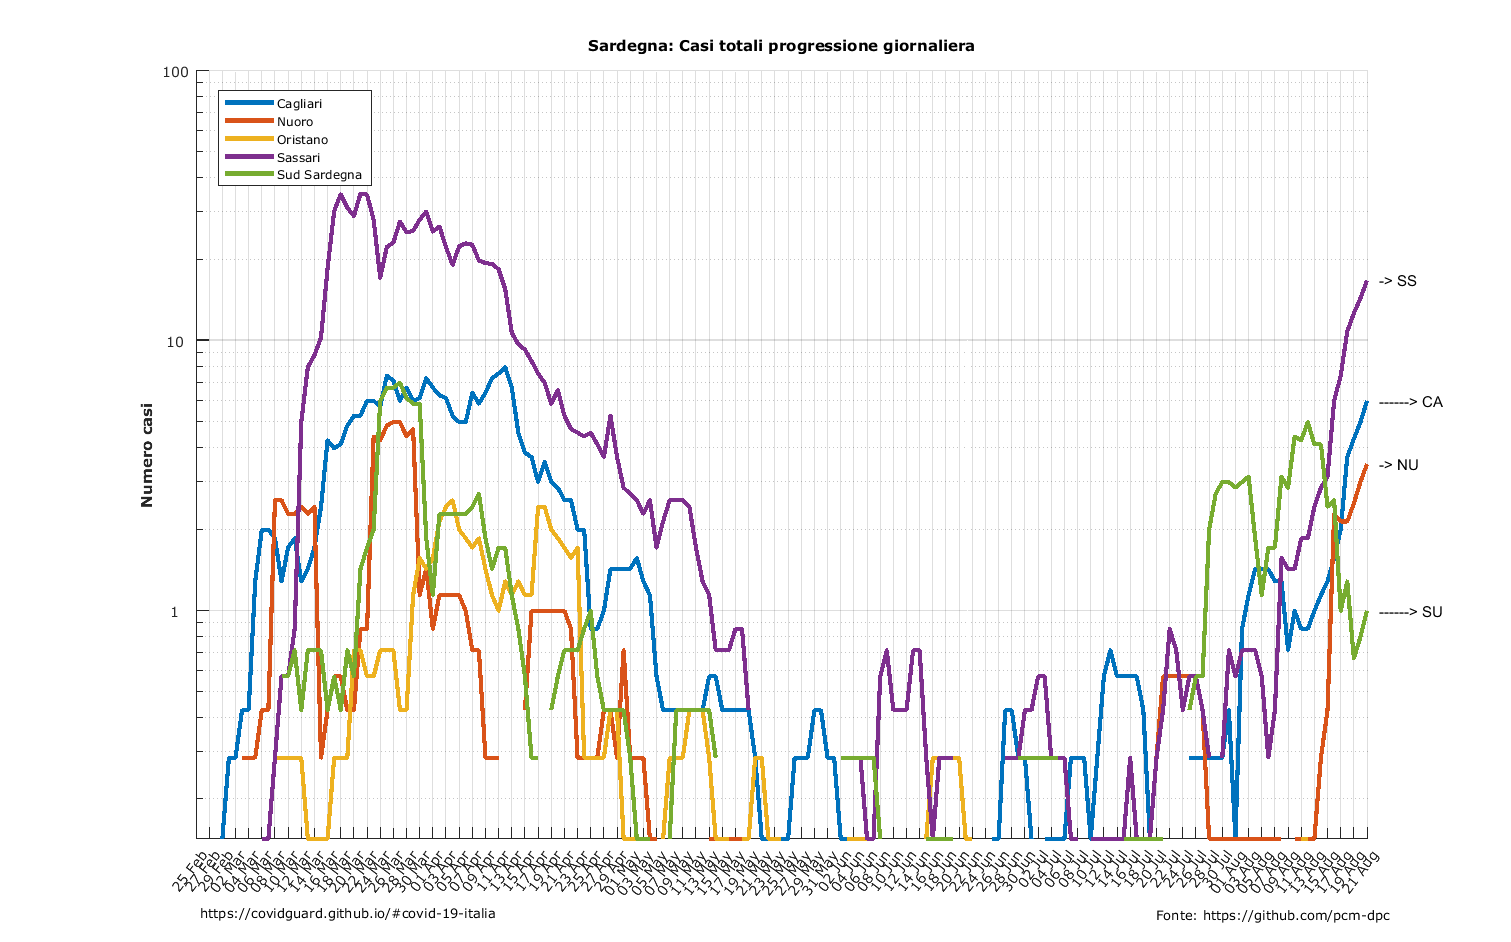 Sardegna: Casi totali progressione giornaliera
100
10
1
Numero casi
Cagliari
Nuoro
Oristano
Sassari
Sud Sardegna
-> SS
------> CA
-> NU
------> SU
25 Feb
27 Feb
29 Feb
02 Mar
04 Mar
06 Mar
08 Mar
10 Mar
12 Mar
14 Mar
16 Mar
18 Mar
20 Mar
22 Mar
24 Mar
26 Mar
28 Mar
30 Mar
01 Apr
03 Apr
05 Apr
07 Apr
09 Apr
11 Apr
13 Apr
15 Apr
17 Apr
19 Apr
21 Apr
23 Apr
25 Apr
27 Apr
29 Apr
01 May
03 May
05 May
07 May
09 May
11 May
13 May
15 May
17 May
19 May
21 May
23 May
25 May
27 May
29 May
31 May
02 Jun
04 Jun
06 Jun
08 Jun
10 Jun
12 Jun
14 Jun
16 Jun
18 Jun
20 Jun
22 Jun
24 Jun
26 Jun
28 Jun
30 Jun
02 Jul
04 Jul
06 Jul
08 Jul
10 Jul
12 Jul
14 Jul
16 Jul
18 Jul
20 Jul
22 Jul
24 Jul
26 Jul
28 Jul
30 Jul
01 Aug
03 Aug
05 Aug
07 Aug
09 Aug
11 Aug
13 Aug
15 Aug
17 Aug
19 Aug
21 Aug
https://covidguard.github.io/#covid-19-italia
Fonte: https://github.com/pcm-dpc